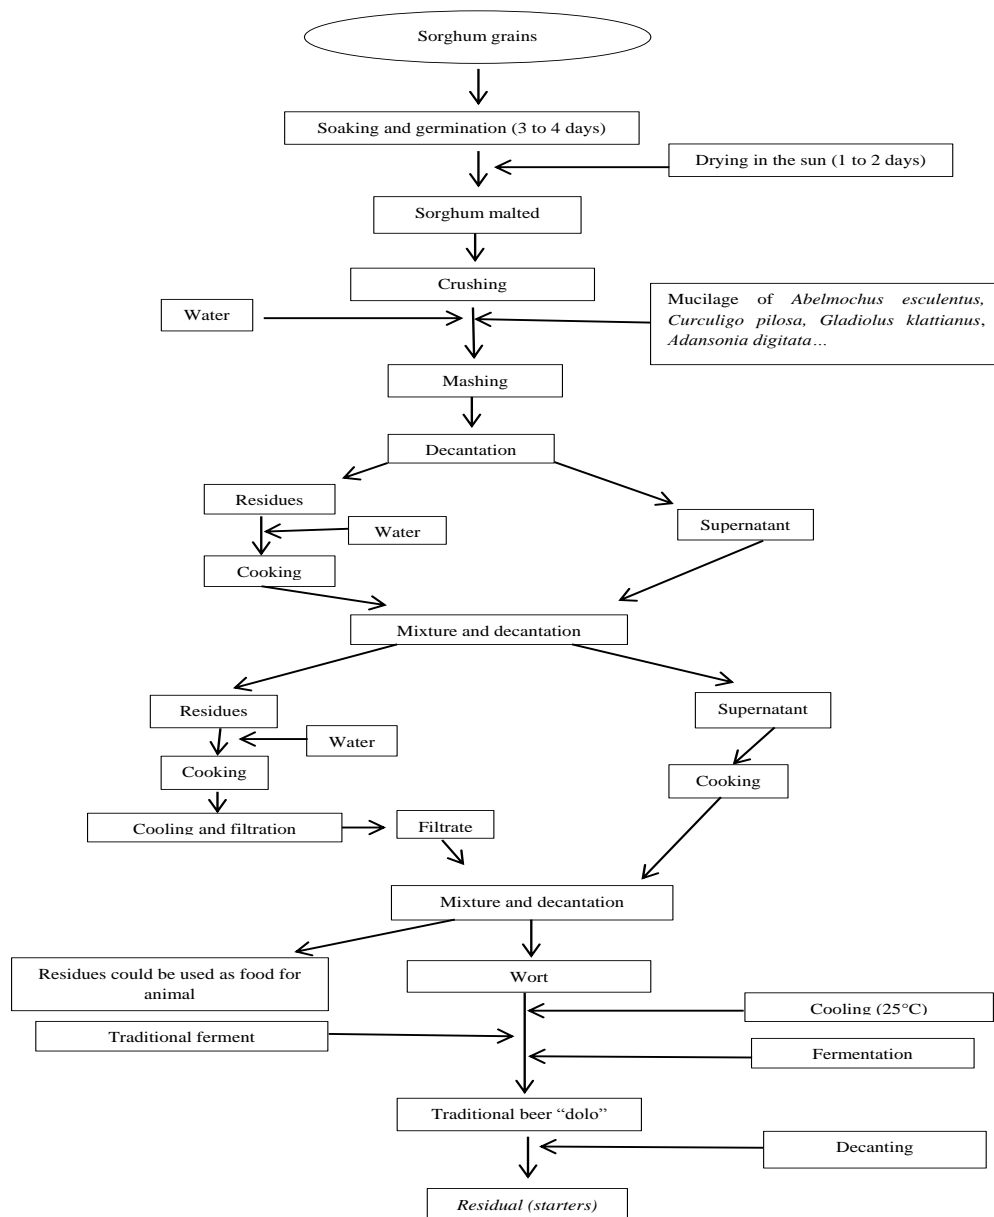 Sorghum grains
Soaking and germination (3 to 4 days)
Drying in the sun (1 to 2 days)
Sorghum malted
Crushing
Water
Mucilage of Abelmochus esculentus,
Curculigo pilosa, Gladiolus klattianus,
Adansonia digitata…
Mashing
Decantation
Residues
Water
Supernatant
Cooking
Mixture and decantation
Residues
Supernatant
Water
Cooking
Cooking
Cooling and filtration
Filtrate
Mixture and decantation
Residues could be used as food for
animal
Wort
Cooling (25°C)
Traditional ferment
Fermentation
Traditional beer “dolo”
Decanting
Residual (starters)